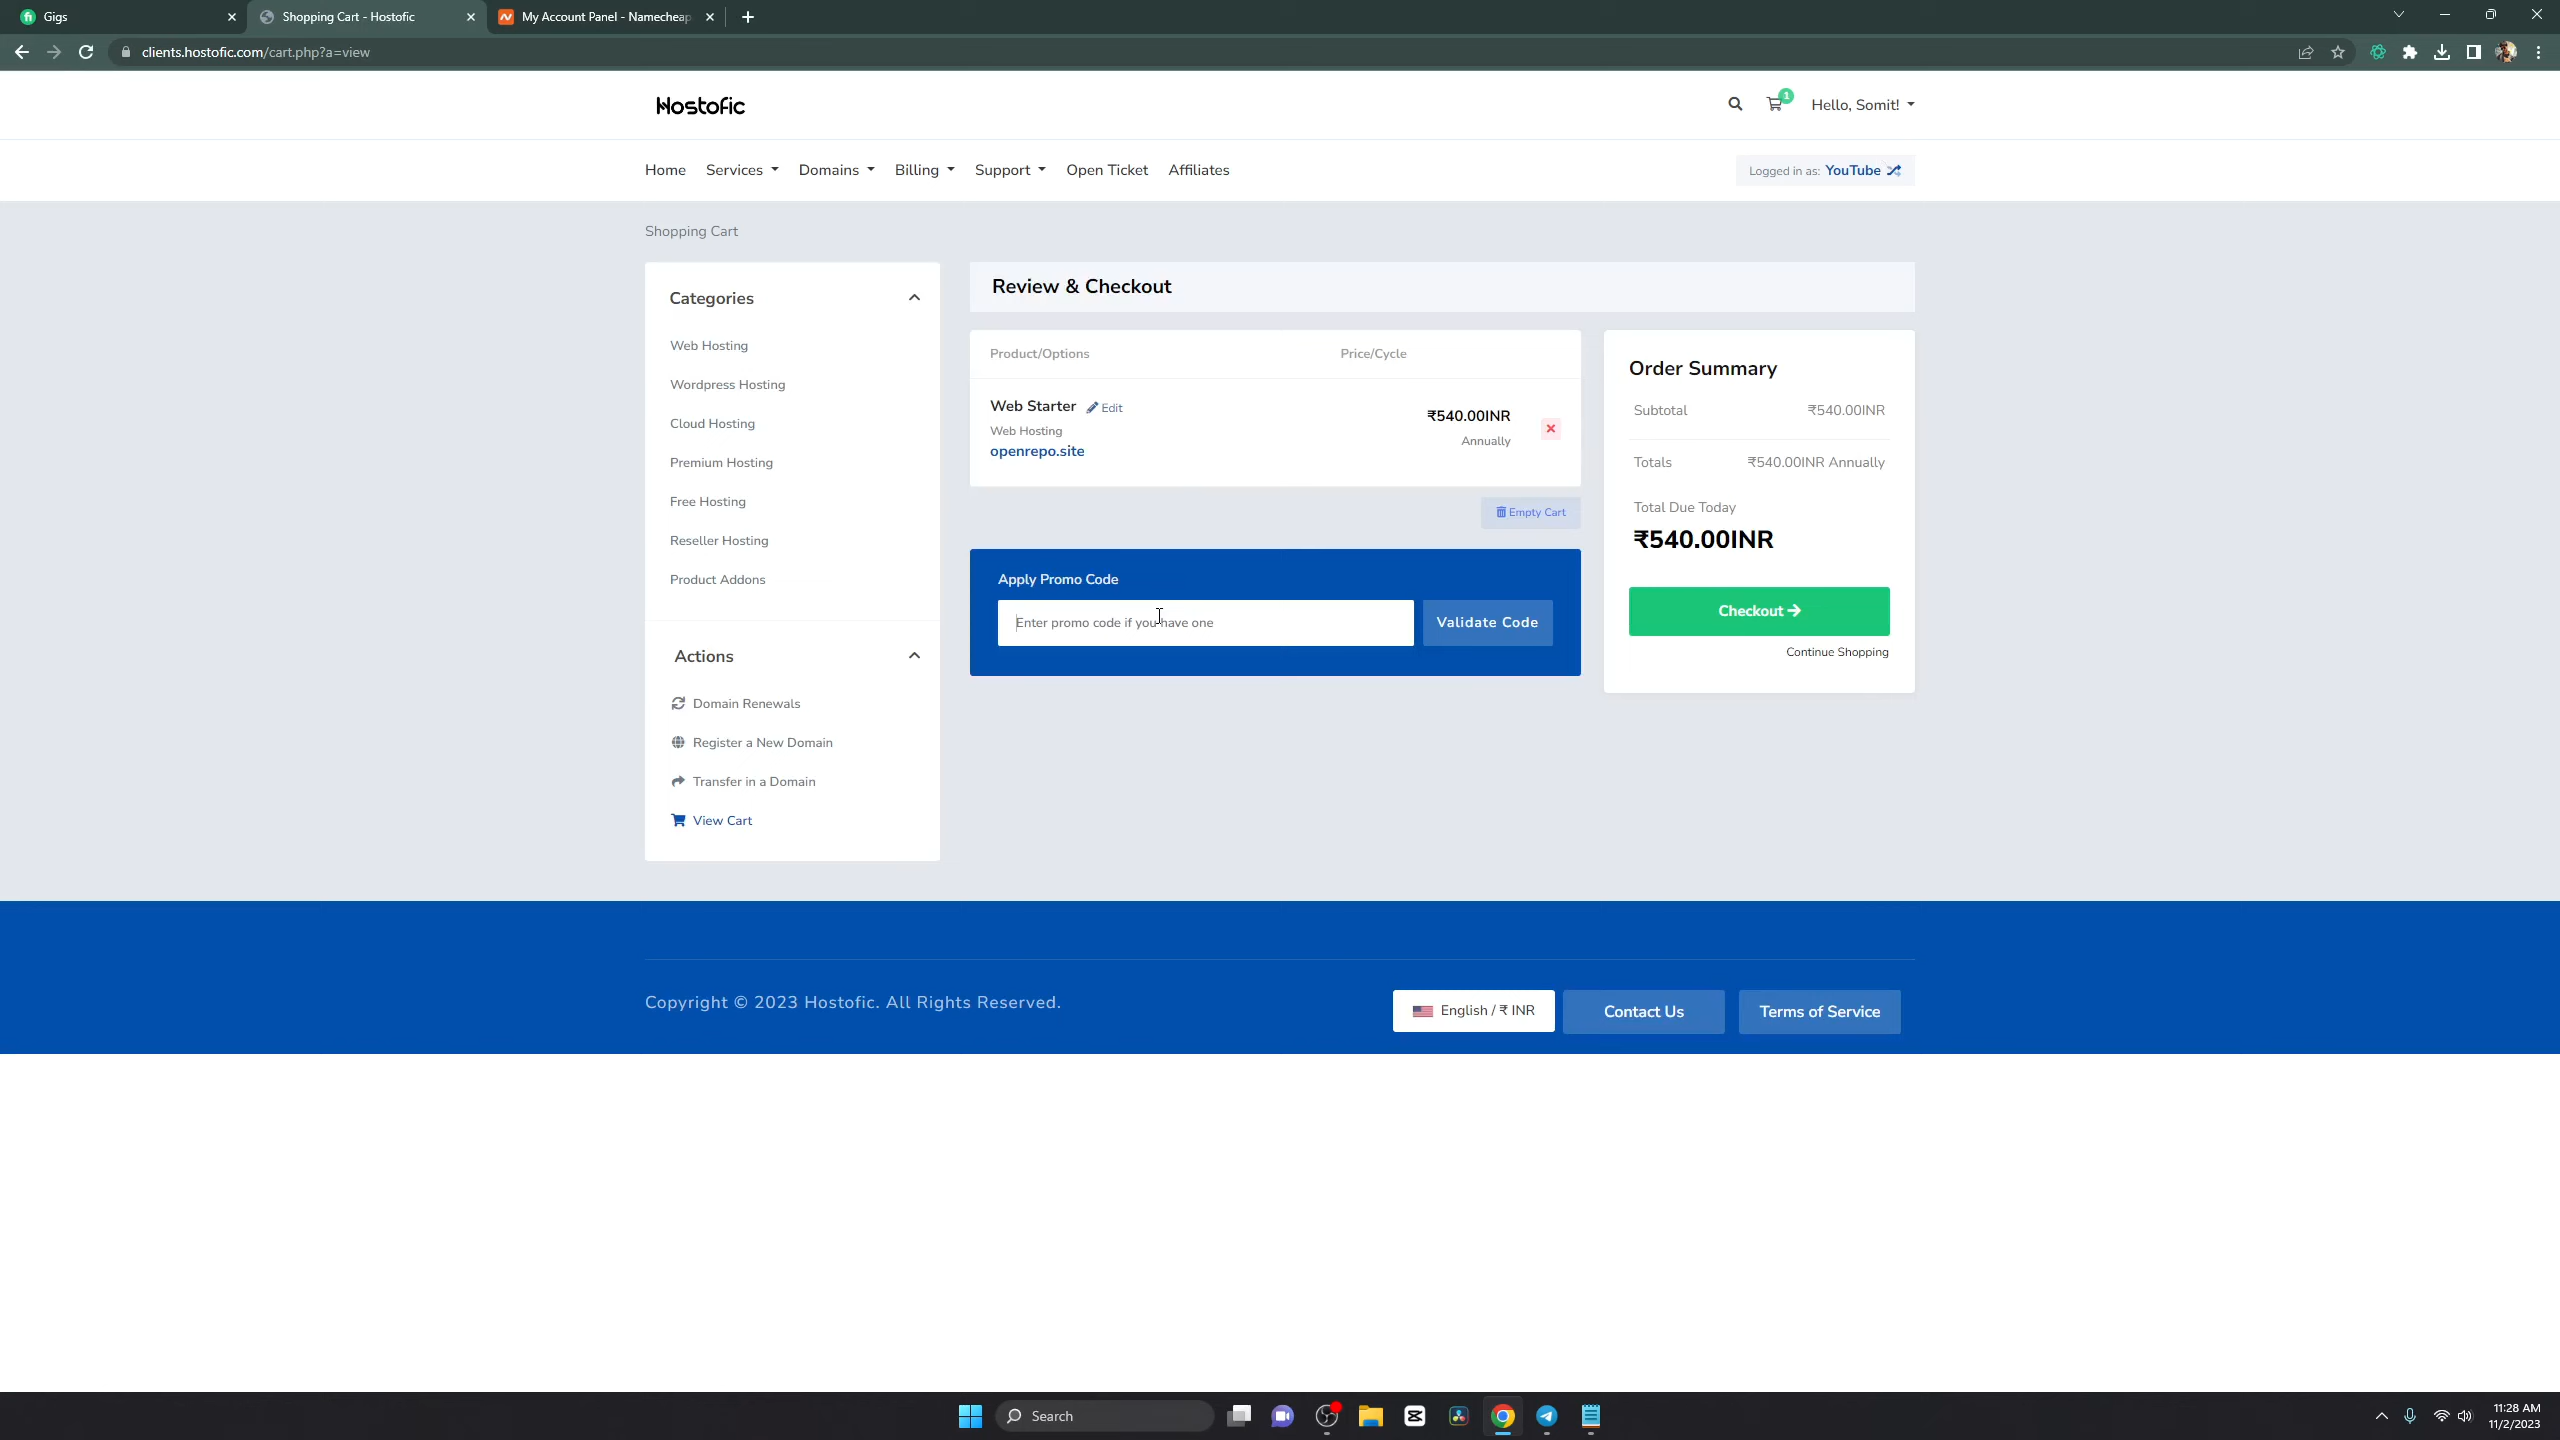 Gigs
Shopping Cart - Hostofic
My Account Panel - Namecheap
clients.hostofic.com/cart.php?a=view
Hostofic
1
Hello, Somit!
Home Services Domains Billing Support Open Ticket Affiliates
Logged in as: YouTube
Shopping Cart
Categories
Web Hosting
Wordpress Hosting
Cloud Hosting
Premium Hosting
Free Hosting
Reseller Hosting
Product Addons
Actions
Domain Renewals
Register a New Domain
Transfer in a Domain
View Cart
Review & Checkout
Product/Options Price/Cycle
Web Starter Edit
Web Hosting
openrepo.site
₹540.00INR
Annually
Empty Cart
Apply Promo Code
Enter promo code if you have one
Validate Code
Order Summary
Subtotal ₹540.00INR
Totals ₹540.00INR Annually
Total Due Today
₹540.00INR
Checkout
Continue Shopping
Copyright © 2023 Hostofic. All Rights Reserved.
English / ₹ INR
Contact Us
Terms of Service
Search
11:28 AM
11/2/2023